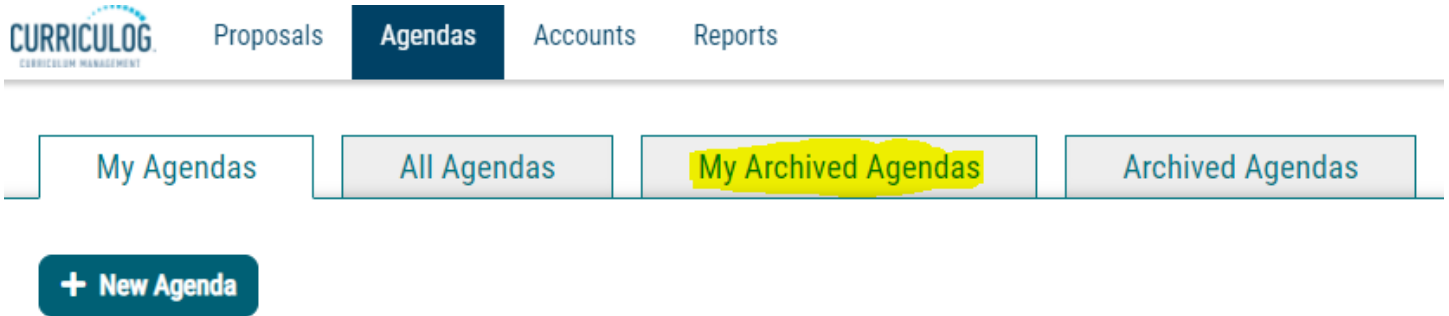 CURRICULOG
CURRICULUM MANAGEMENT
Proposals Agendas Accounts Reports
My Agendas All Agendas My Archived Agendas Archived Agendas
+ New Agenda